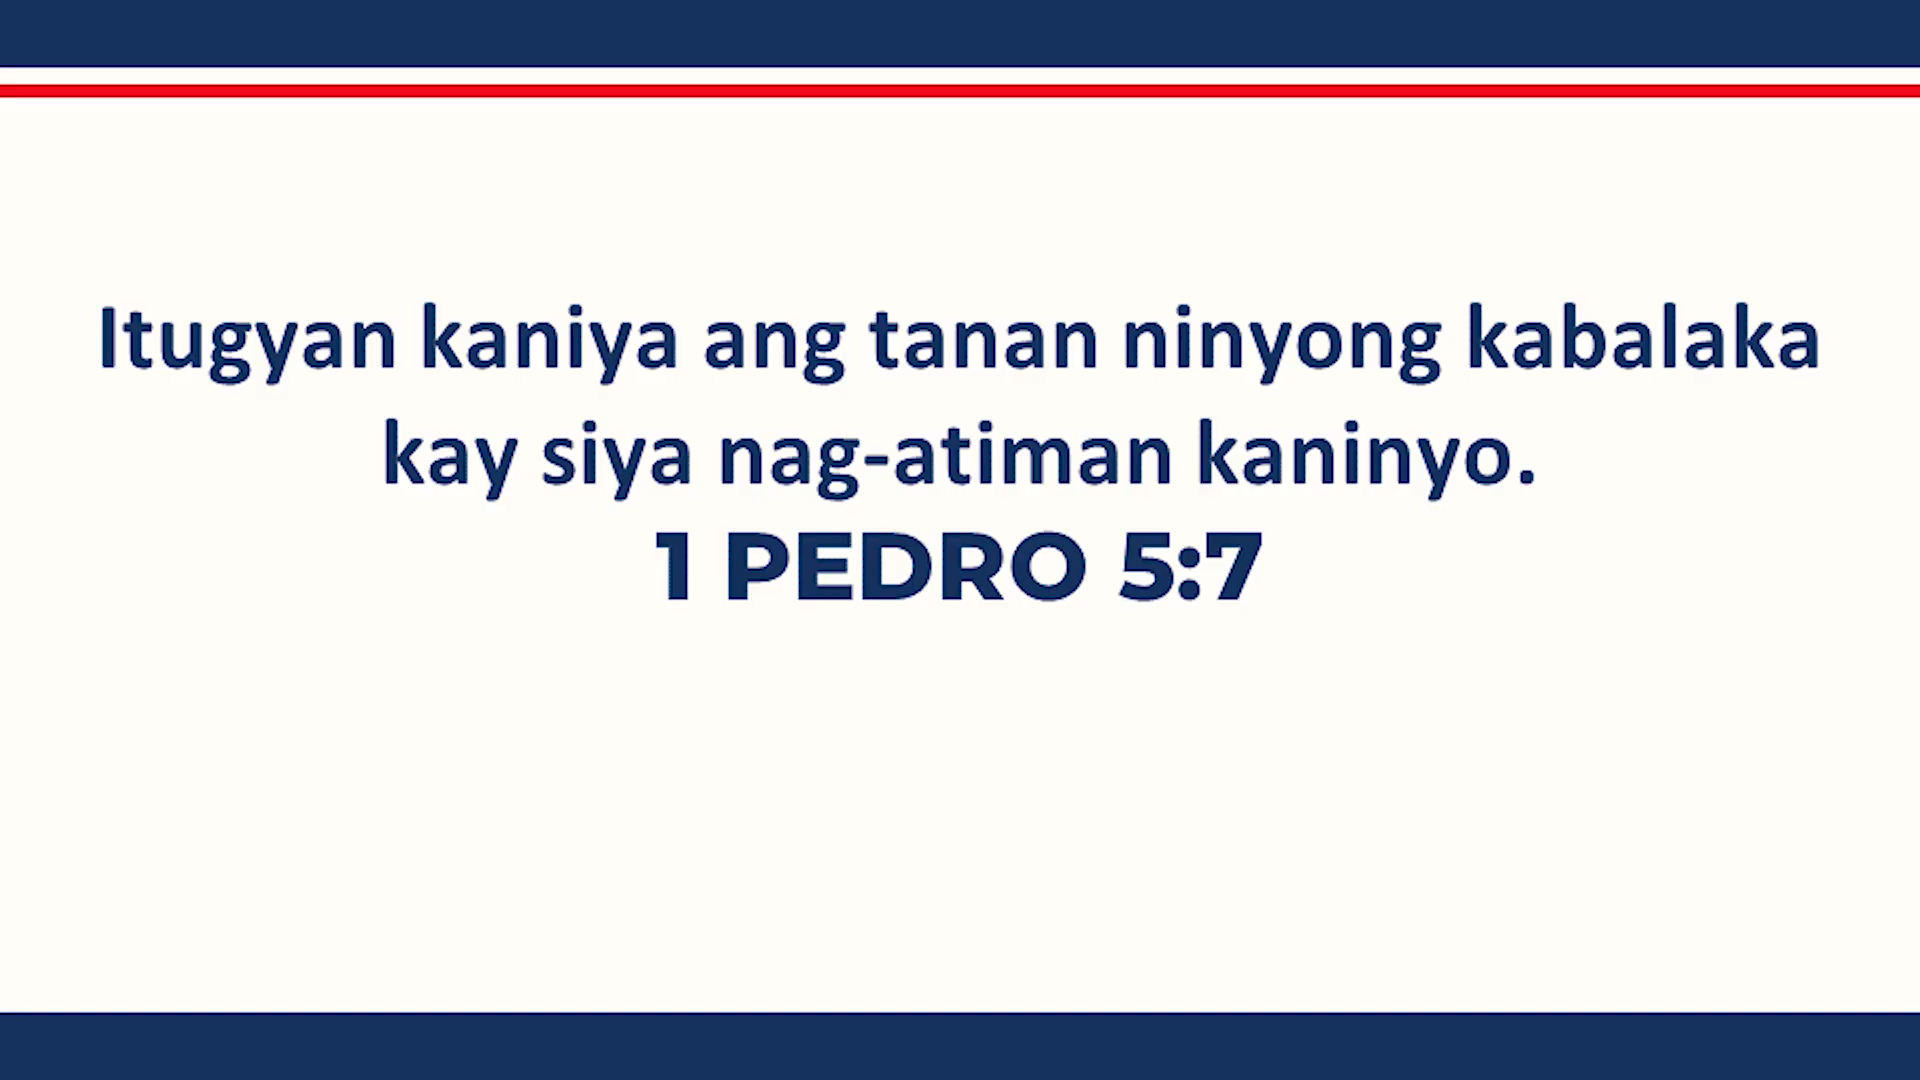 Itugyan kaniya ang tanan ninyong kabalaka
kay siya nag-atiman kaninyo.
1 PEDRO 5:7